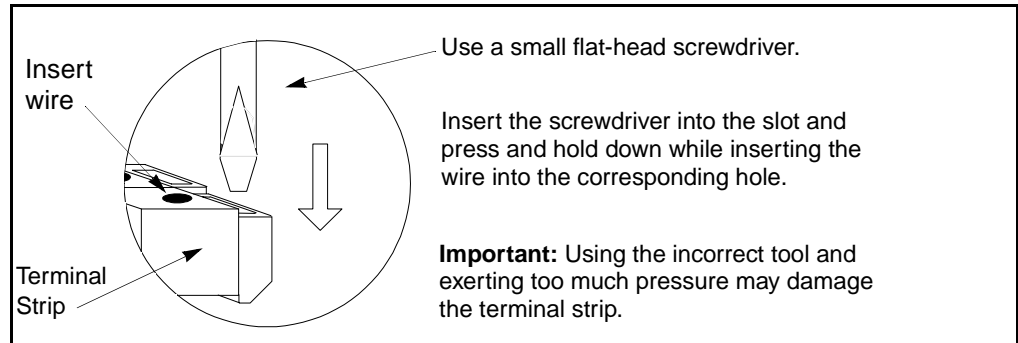 Insert
wire
Terminal
Strip
Use a small flat-head screwdriver.
Insert the screwdriver into the slot and
press and hold down while inserting the
wire into the corresponding hole.
Important: Using the incorrect tool and
exerting too much pressure may damage
the terminal strip.